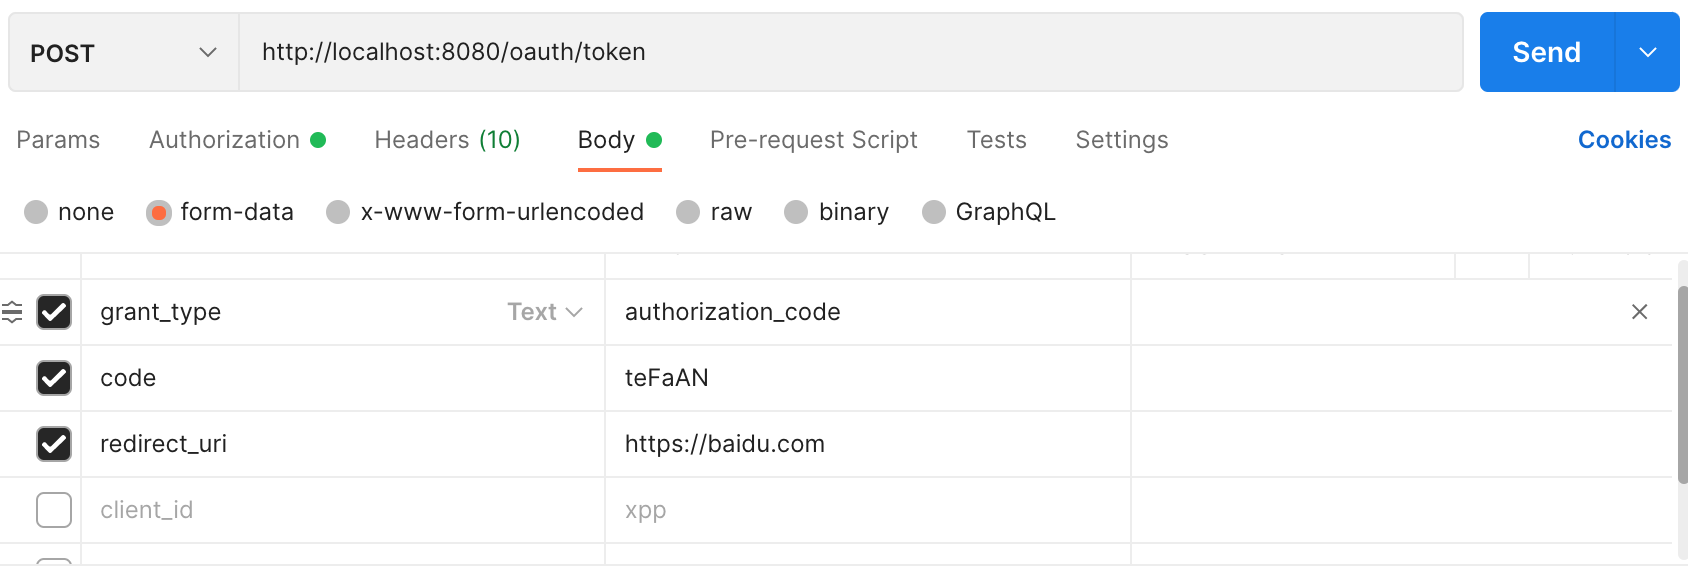 POST http://localhost:8080/oauth/token Send
Params Authorization Headers (10) Body Pre-request Script Tests Settings Cookies
none form-data x-www-form-urlencoded raw binary GraphQL
grant_type Text authorization_code
code teFaAN
redirect_uri https://baidu.com
client_id xpp